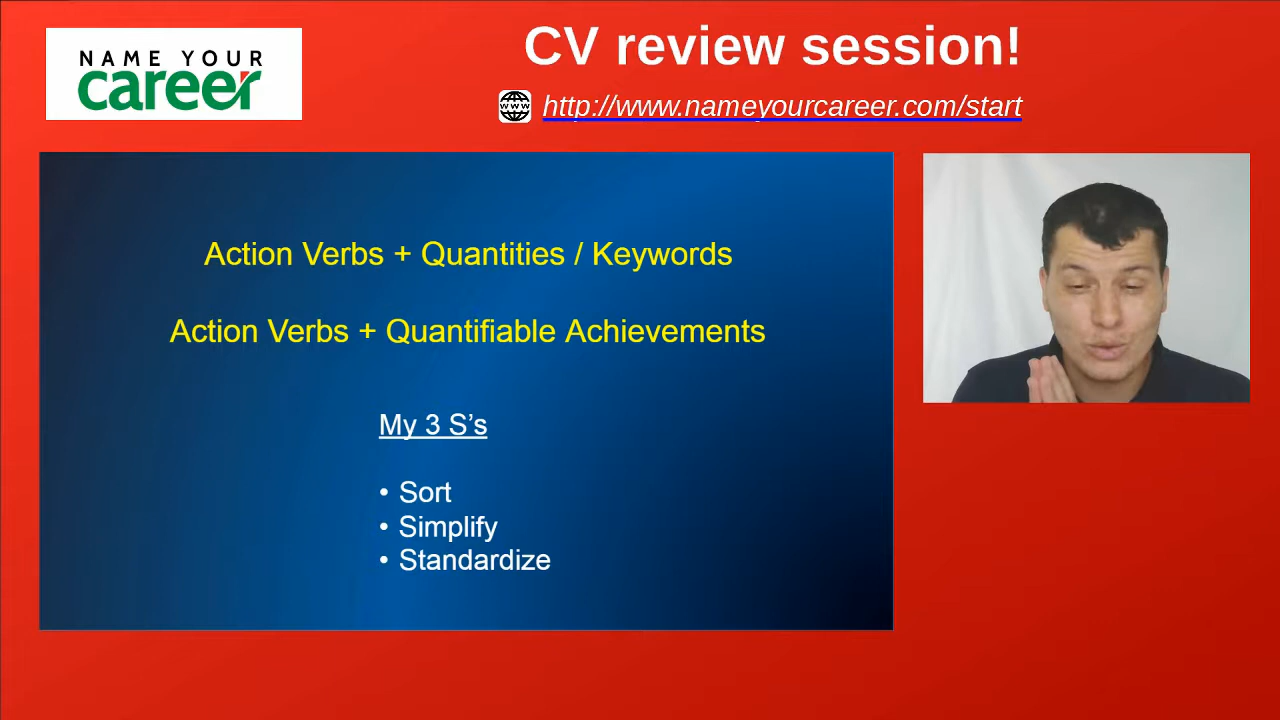 NAME YOUR
career
CV review session!
www
http://www.nameyourcareer.com/start
Action Verbs + Quantities / Keywords
Action Verbs + Quantifiable Achievements
My 3 S’s
• Sort
• Simplify
• Standardize